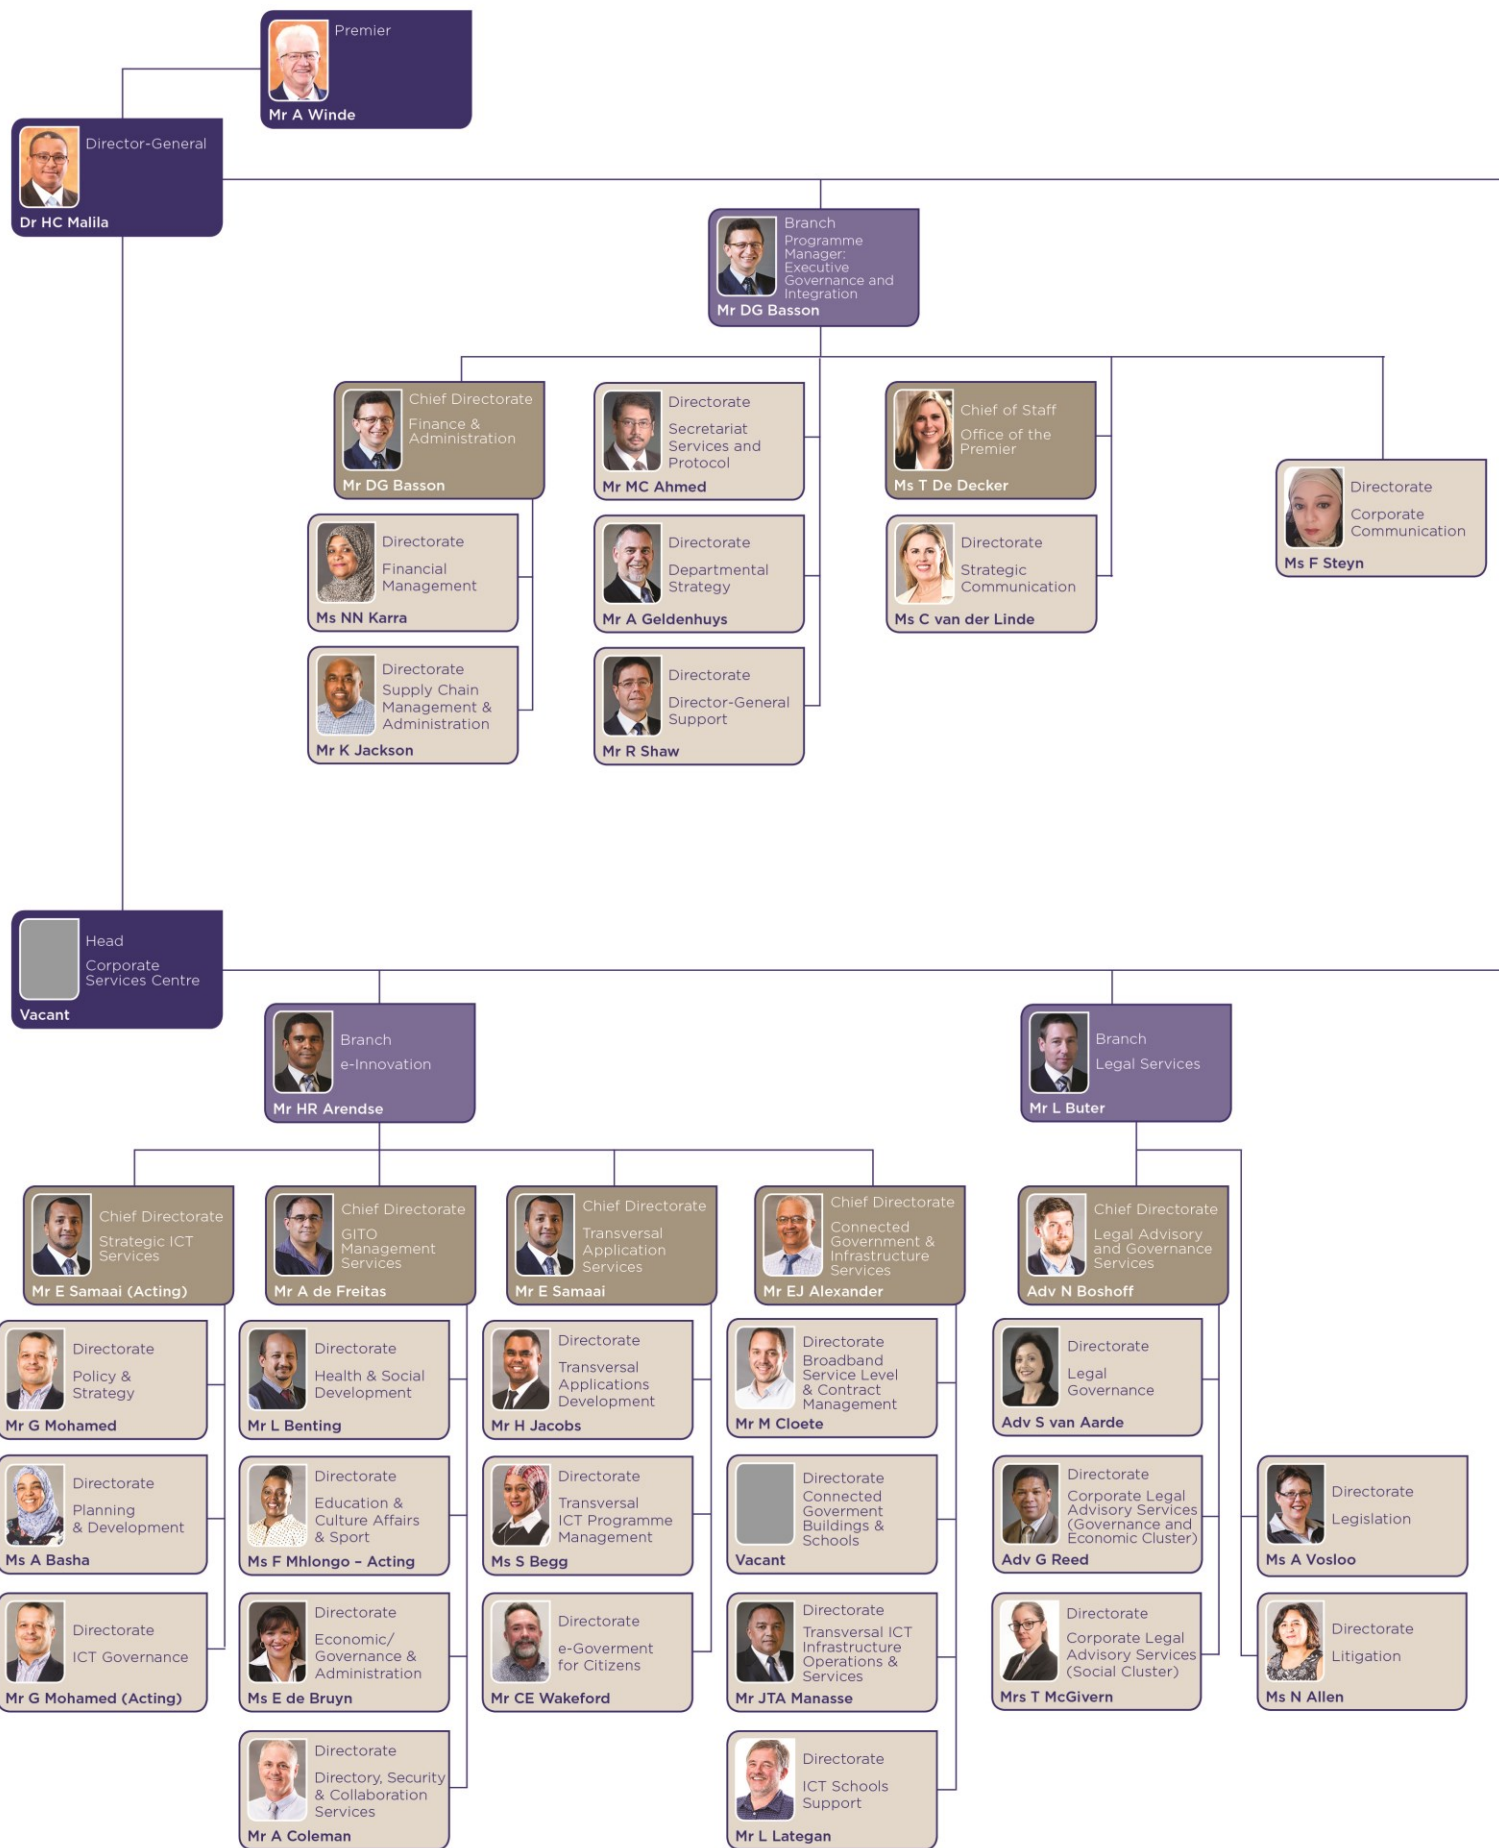 Premier
Mr A Winde
Director-General
Dr HC Malila
Branch
Programme
Manager:
Executive
Governance and
Integration
Mr DG Basson
Chief Directorate
Finance &
Administration
Mr DG Basson
Directorate
Secretariat
Services and
Protocol
Mr MC Ahmed
Chief of Staff
Office of the
Premier
Ms T De Decker
Directorate
Corporate
Communication
Ms F Steyn
Directorate
Financial
Management
Ms NN Karra
Directorate
Departmental
Strategy
Mr A Geldenhuys
Directorate
Strategic
Communication
Ms C van der Linde
Directorate
Supply Chain
Management &
Administration
Mr K Jackson
Directorate
Director-General
Support
Mr R Shaw
Head
Corporate
Services Centre
Vacant
Branch
e-Innovation
Mr HR Arendse
Branch
Legal Services
Mr L Buter
Chief Directorate
Strategic ICT
Services
Mr E Samaai (Acting)
Chief Directorate
GITO
Management
Services
Mr A de Freitas
Chief Directorate
Transversal
Application
Services
Mr E Samaai
Chief Directorate
Connected
Government &
Infrastructure
Services
Mr EJ Alexander
Chief Directorate
Legal Advisory
and Governance
Services
Adv N Boshoff
Directorate
Policy &
Strategy
Mr G Mohamed
Directorate
Health & Social
Development
Mr L Benting
Directorate
Transversal
Applications
Development
Mr H Jacobs
Directorate
Broadband
Service Level
& Contract
Management
Mr M Cloete
Directorate
Legal
Governance
Adv S van Aarde
Directorate
Planning
& Development
Ms A Basha
Directorate
Education &
Culture Affairs
& Sport
Ms F Mhlongo – Acting
Directorate
Transversal
ICT Programme
Management
Ms S Begg
Directorate
Connected
Goverment
Buildings &
Schools
Vacant
Directorate
Corporate Legal
Advisory Services
(Governance and
Economic Cluster)
Adv G Reed
Directorate
Legislation
Ms A Vosloo
Directorate
ICT Governance
Mr G Mohamed (Acting)
Directorate
Economic/
Governance &
Administration
Ms E de Bruyn
Directorate
e-Goverment
for Citizens
Mr CE Wakeford
Directorate
Transversal ICT
Infrastructure
Operations &
Services
Mr JTA Manasse
Directorate
Corporate Legal
Advisory Services
(Social Cluster)
Mrs T McGivern
Directorate
Litigation
Ms N Allen
Directorate
Directory, Security
& Collaboration
Services
Mr A Coleman
Directorate
ICT Schools
Support
Mr L Lategan